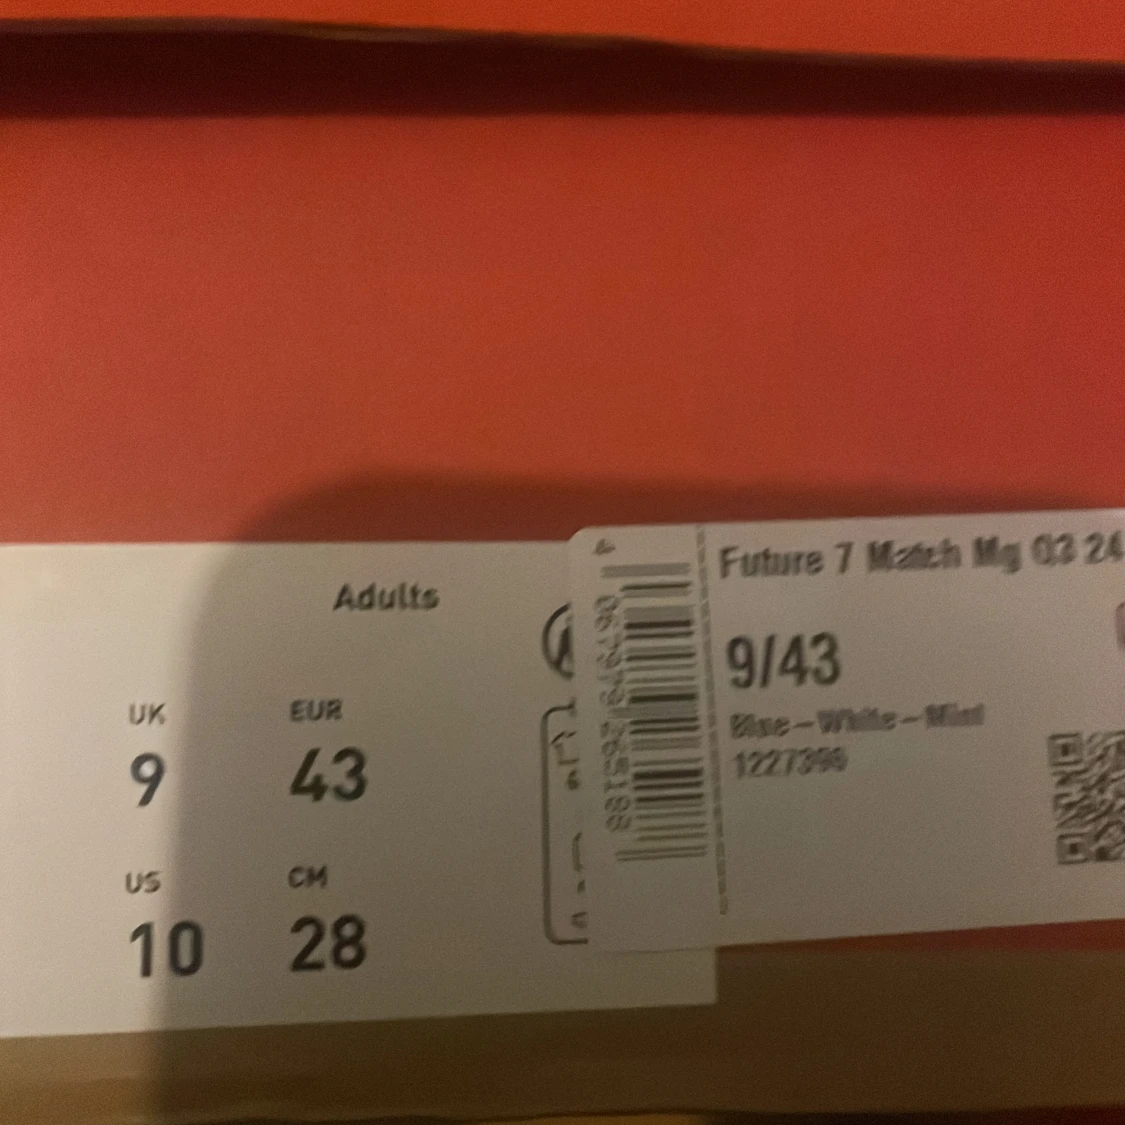 Adults
UK
EUR
9
43
US
CM
10
28
Future 7 Match Mg Q3 24
9/43
Blue-White-Mint